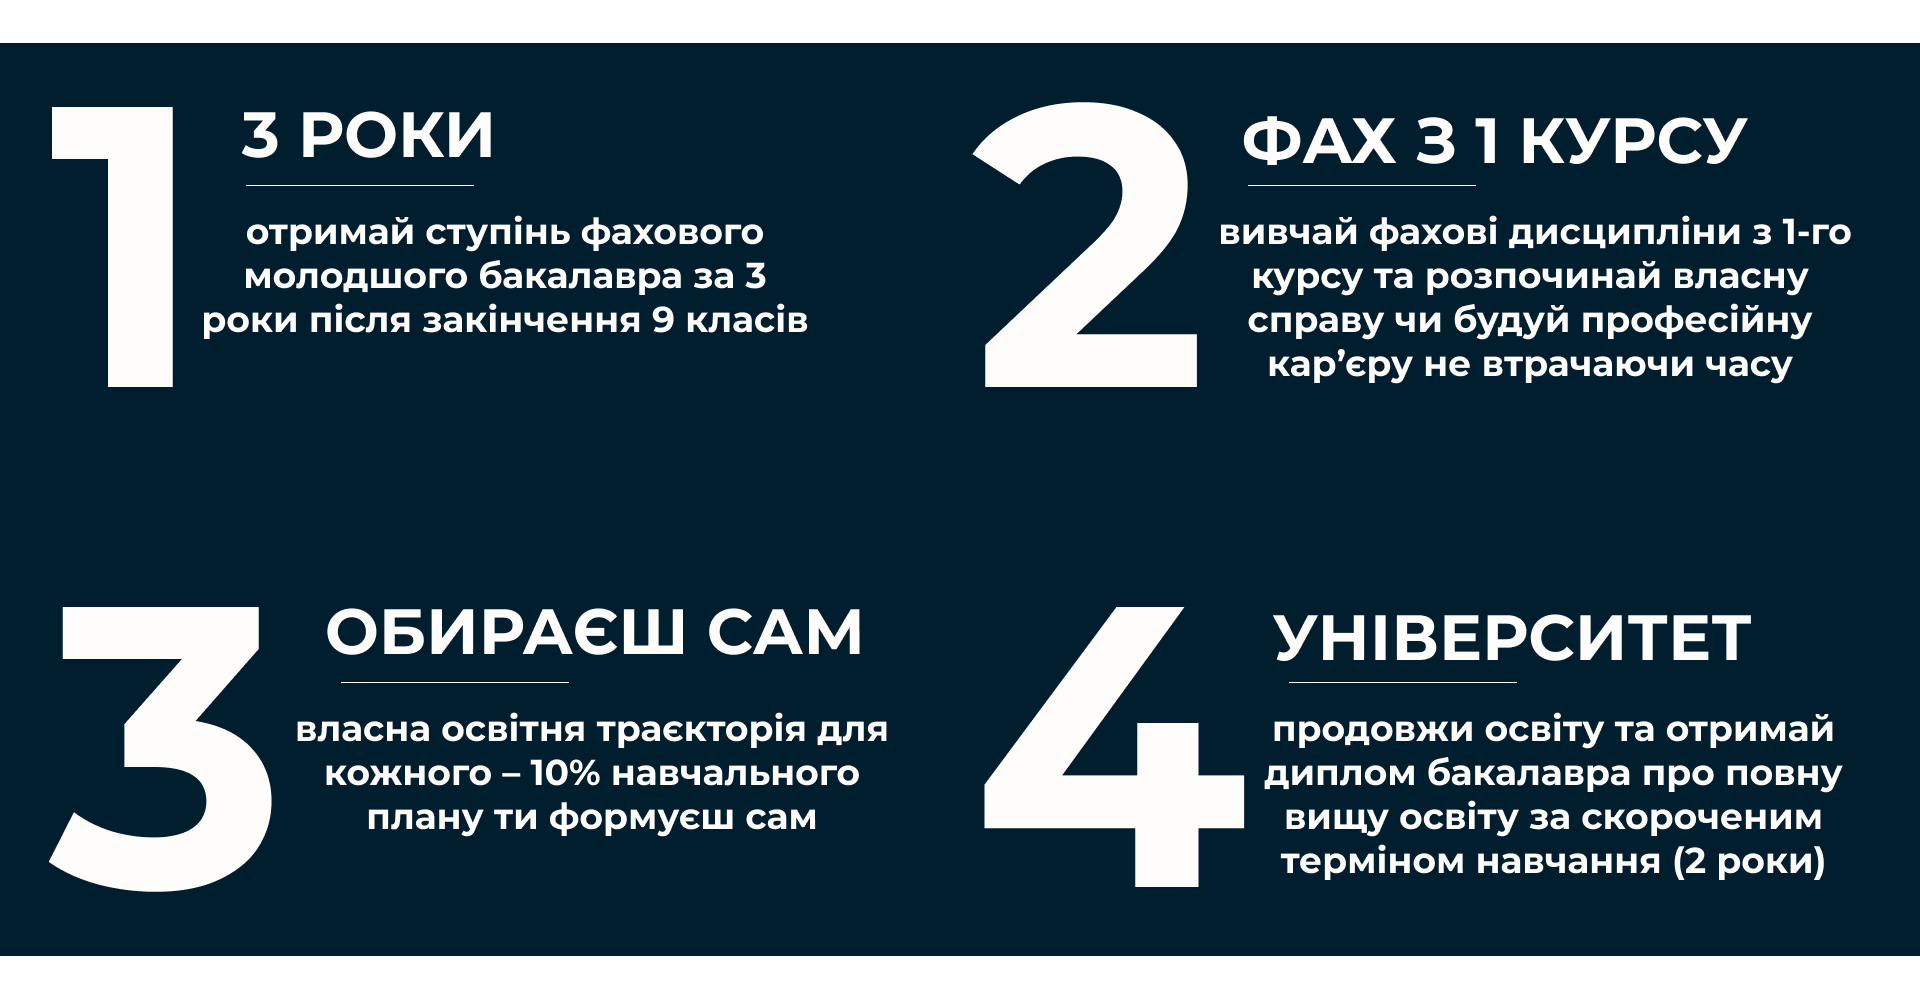 1
3 РОКИ
отримай ступінь фахового
молодшого бакалавра за 3
роки після закінчення 9 класів
2
ФАХ З 1 КУРСУ
вивчай фахові дисципліни з 1-го
курсу та розпочинай власну
справу чи будуй професійну
кар’єру не втрачаючи часу
3
ОБИРАЄШ САМ
власна освітня траєкторія для
кожного – 10% навчального
плану ти формуєш сам
4
УНІВЕРСИТЕТ
продовжи освіту та отримай
диплом бакалавра про повну
вищу освіту за скороченим
терміном навчання (2 роки)